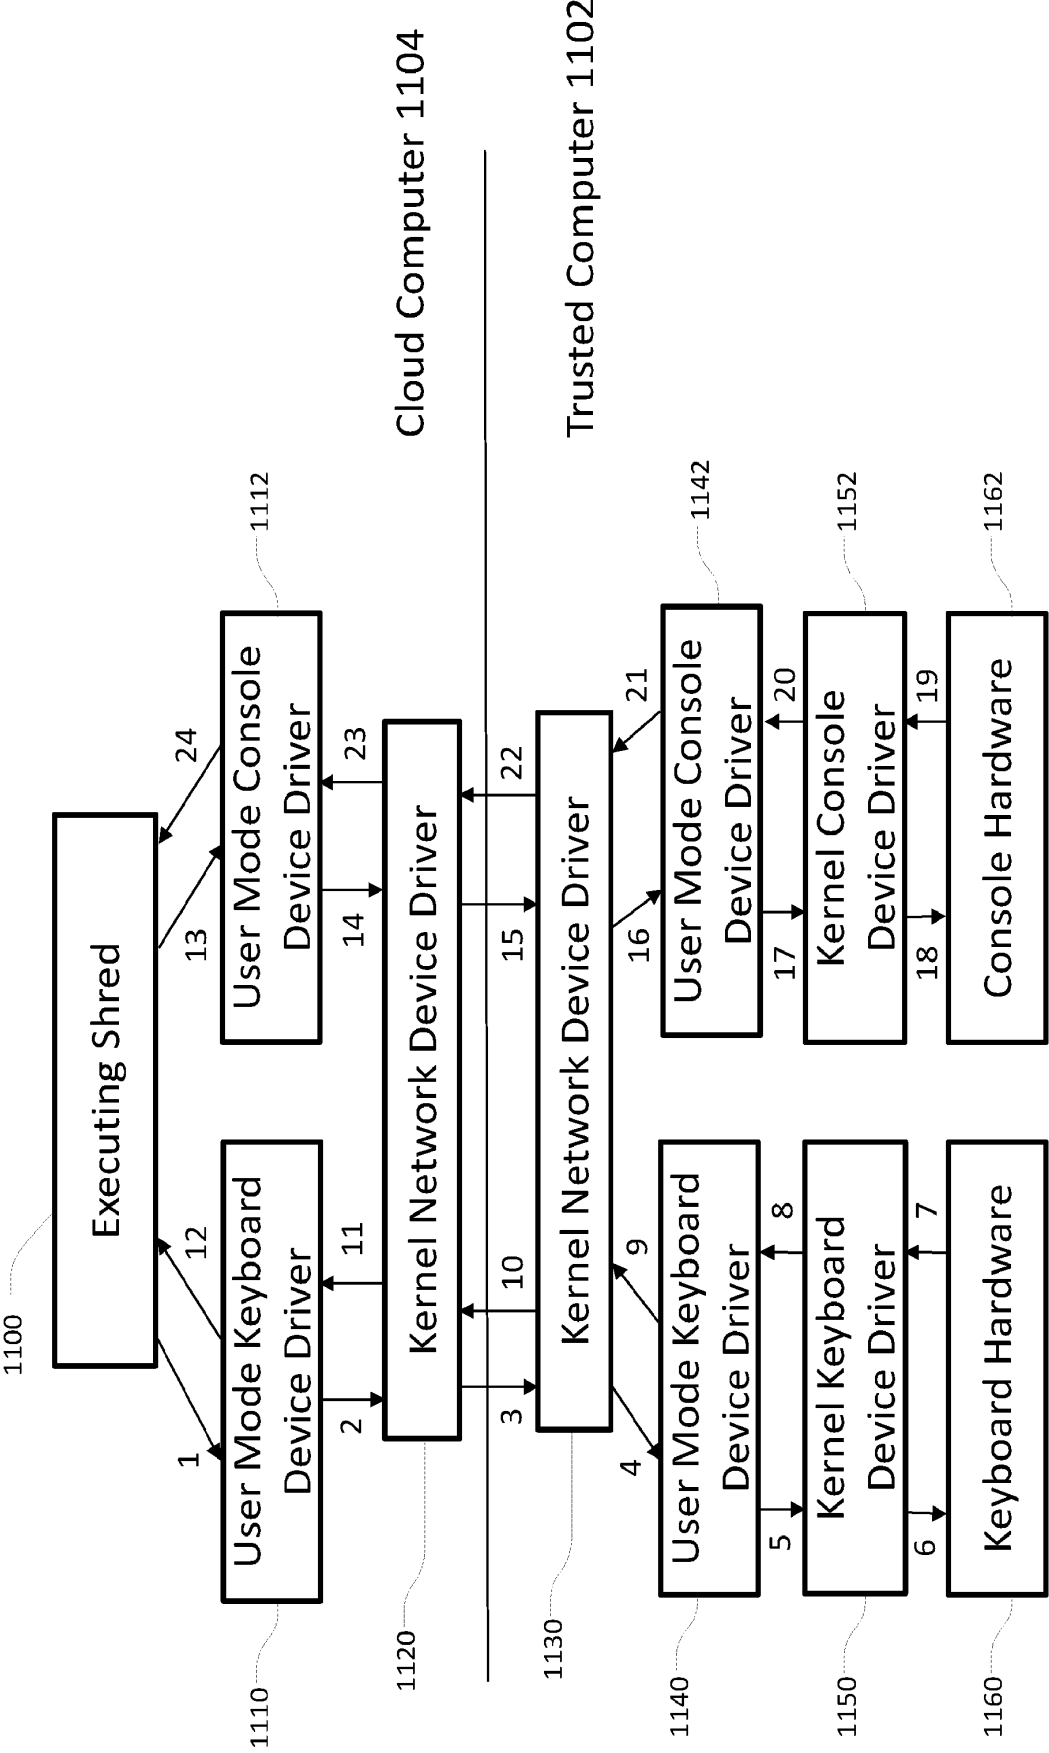 1100
Executing Shred
1
12
13
24
1110
User Mode Keyboard
Device Driver
User Mode Console
Device Driver
1112
2
11
14
23
1120
Kernel Network Device Driver
Cloud Computer 1104
3
10
15
22
1130
Kernel Network Device Driver
Trusted Computer 1102
4
9
16
21
1140
User Mode Keyboard
Device Driver
User Mode Console
Device Driver
1142
5
8
17
20
1150
Kernel Keyboard
Device Driver
Kernel Console
Device Driver
1152
6
7
18
19
1160
Keyboard Hardware
Console Hardware
1162